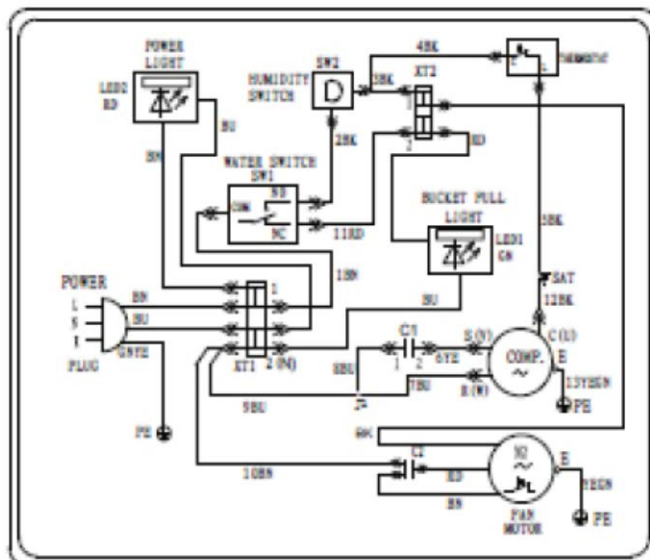 POWER
LIGHT
LED2
RD
BU
BN
SW2
HUMIDITY
SWITCH
3BK
4BK
XT2
1
2
2BK
RD
WATER SWITCH
SW1
COM
NO
NC
11RD
BUCKET FULL
LIGHT
LED1
GN
5BK
1BN
POWER
L
N
BN
BU
GNYE
PLUG
1
XT1
2(N)
BU
SAT
12BK
C1
1
2
6YE
8BU
7BU
9BU
S(V)
R(W)
C(U)
COMP.
~
E
13YEGN
PE
PE
10BN
C2
RD
BN
~
E
YEGN
PE
FAN
MOTOR